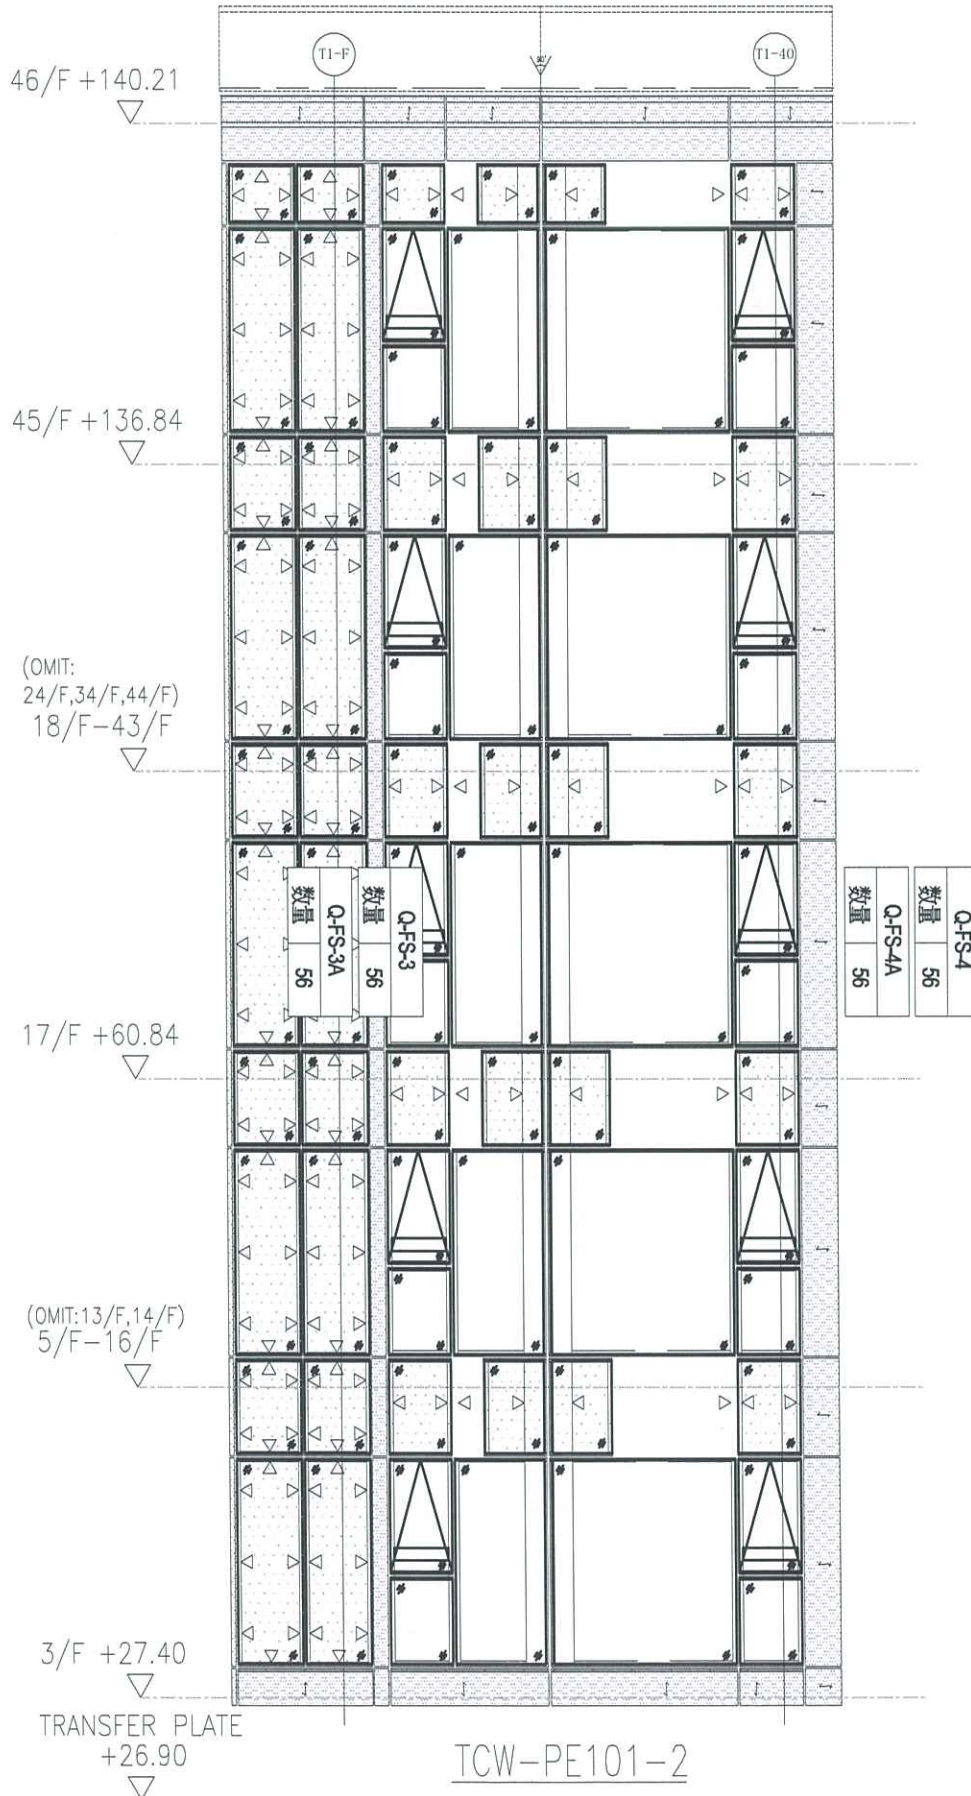 T1-F
90°
T1-40
46/F +140.21
45/F +136.84
(OMIT:
24/F,34/F,44/F)
18/F-43/F
Q-FS-3
数量 56
Q-FS-3A
数量 56
Q-FS-4
数量 56
Q-FS-4A
数量 56
17/F +60.84
(OMIT:13/F,14/F)
5/F-16/F
3/F +27.40
TRANSFER PLATE
+26.90
TCW-PE101-2